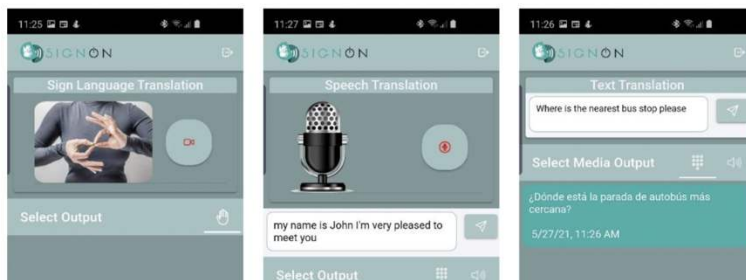 11:25
SIGNON
Sign Language Translation
Select Output
11:27
SIGNON
Speech Translation
my name is John I'm very pleased to
meet you
Select Output
11:26
SIGNON
Text Translation
Where is the nearest bus stop please
Select Media Output
¿Dónde está la parada de autobús más
cercana?
5/27/21, 11:26 AM